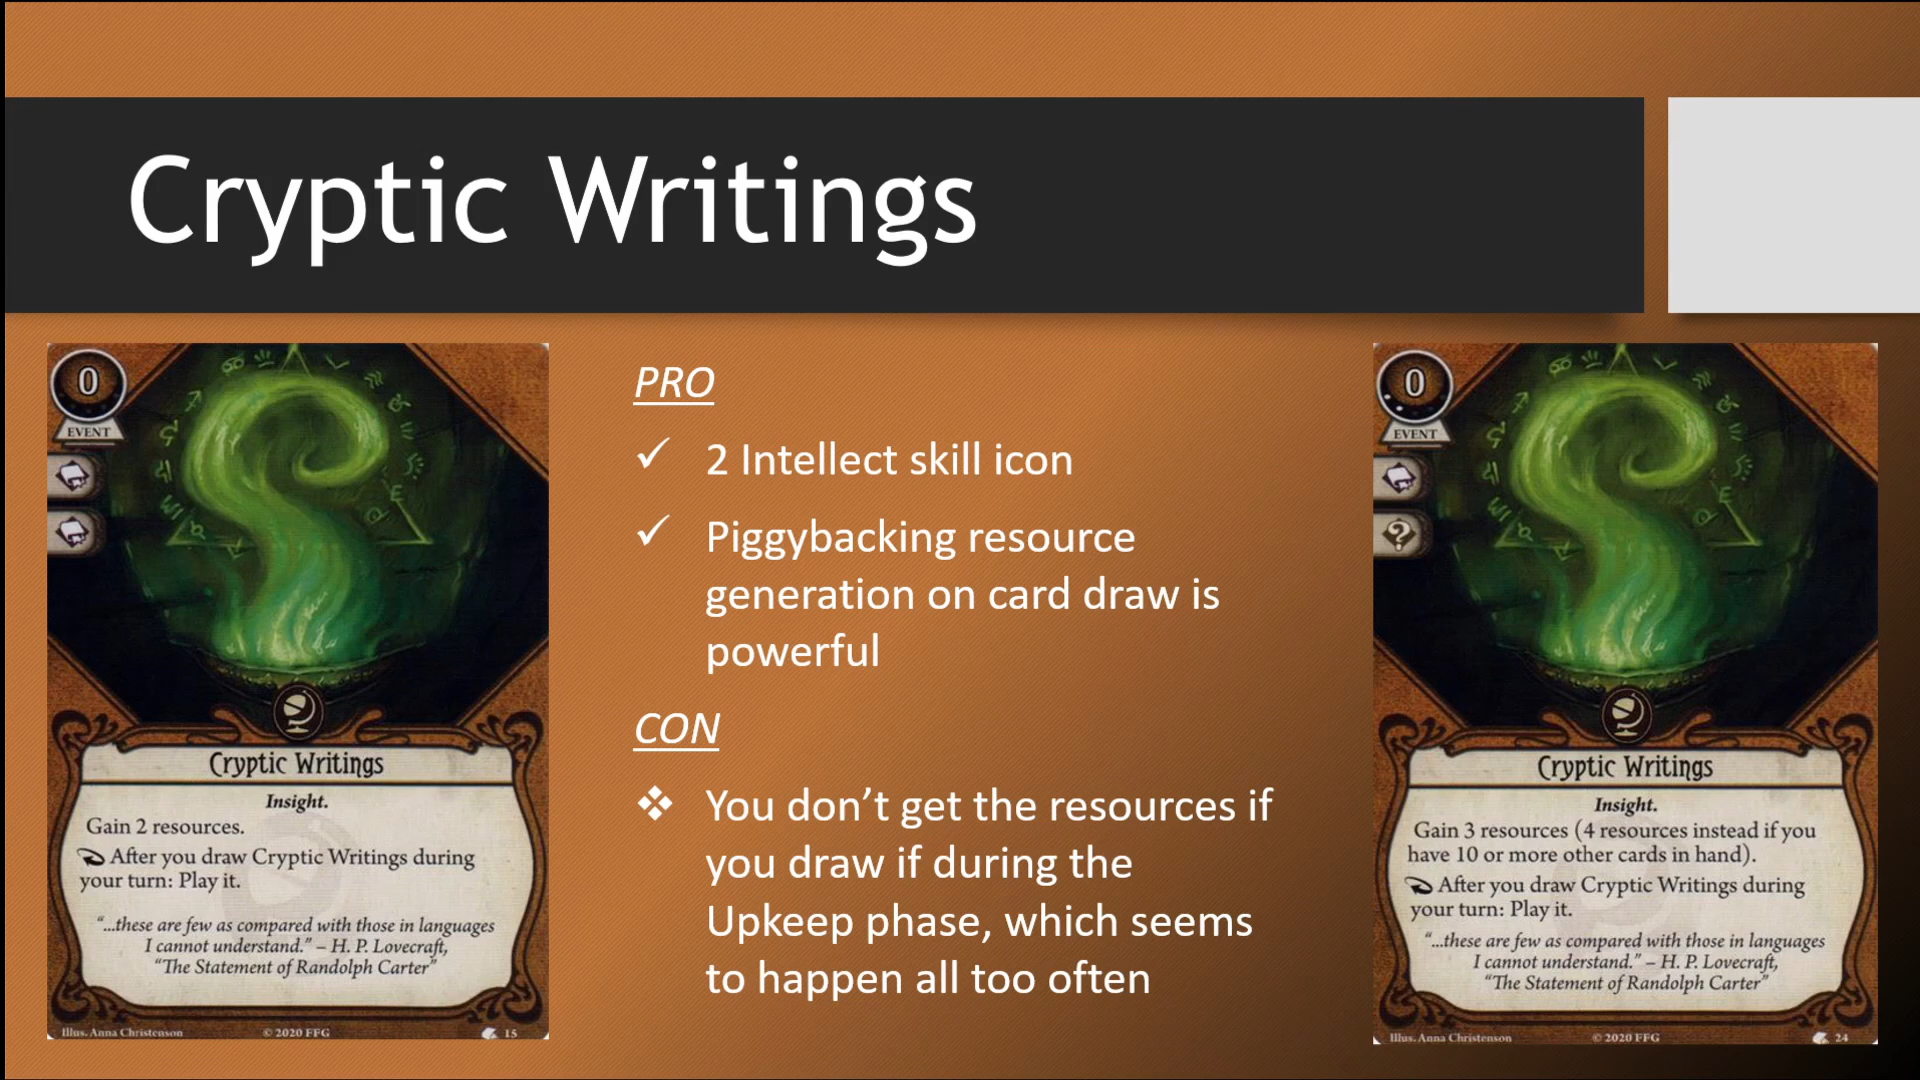 Cryptic Writings
0
EVENT
Cryptic Writings
Insight.
Gain 2 resources.
After you draw Cryptic Writings during
your turn: Play it.
“...these are few as compared with those in languages
I cannot understand.” – H. P. Lovecraft,
“The Statement of Randolph Carter”
Illus. Anna Christenson © 2020 FFG 15
PRO
2 Intellect skill icon
Piggybacking resource
generation on card draw is
powerful
CON
You don’t get the resources if
you draw if during the
Upkeep phase, which seems
to happen all too often
0
EVENT
?
Cryptic Writings
Insight.
Gain 3 resources (4 resources instead if you
have 10 or more other cards in hand).
After you draw Cryptic Writings during
your turn: Play it.
“...these are few as compared with those in languages
I cannot understand.” – H. P. Lovecraft,
“The Statement of Randolph Carter”
Illus. Anna Christenson © 2020 FFG 24